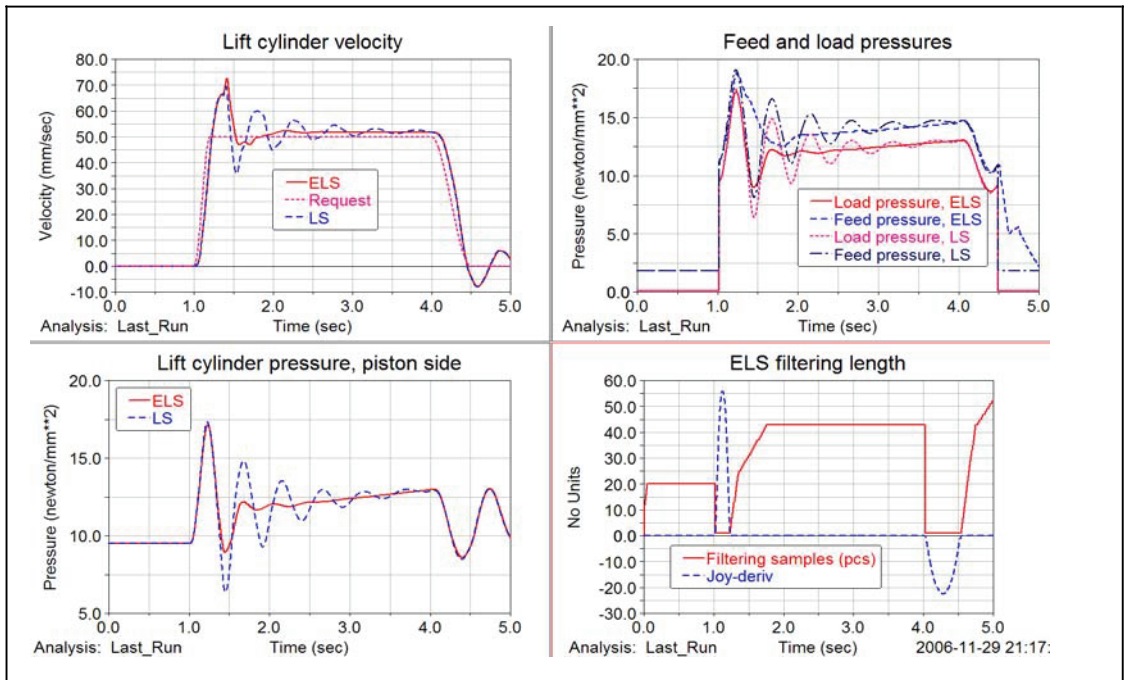 Lift cylinder velocity
80.0
70.0
60.0
50.0
40.0
30.0
20.0
10.0
0.0
-10.0
Velocity (mm/sec)
ELS
Request
LS
0.0 1.0 2.0 3.0 4.0 5.0
Analysis: Last_Run Time (sec)
Feed and load pressures
20.0
15.0
10.0
5.0
0.0
Pressure (newton/mm**2)
Load pressure, ELS
Feed pressure, ELS
Load pressure, LS
Feed pressure, LS
0.0 1.0 2.0 3.0 4.0 5.0
Analysis: Last_Run Time (sec)
Lift cylinder pressure, piston side
20.0
15.0
10.0
5.0
Pressure (newton/mm**2)
ELS
LS
0.0 1.0 2.0 3.0 4.0 5.0
Analysis: Last_Run Time (sec)
ELS filtering length
60.0
50.0
40.0
30.0
20.0
10.0
0.0
-10.0
-20.0
-30.0
No Units
Filtering samples (pcs)
Joy-deriv
0.0 1.0 2.0 3.0 4.0 5.0
Analysis: Last_Run Time (sec) 2006-11-29 21:17: